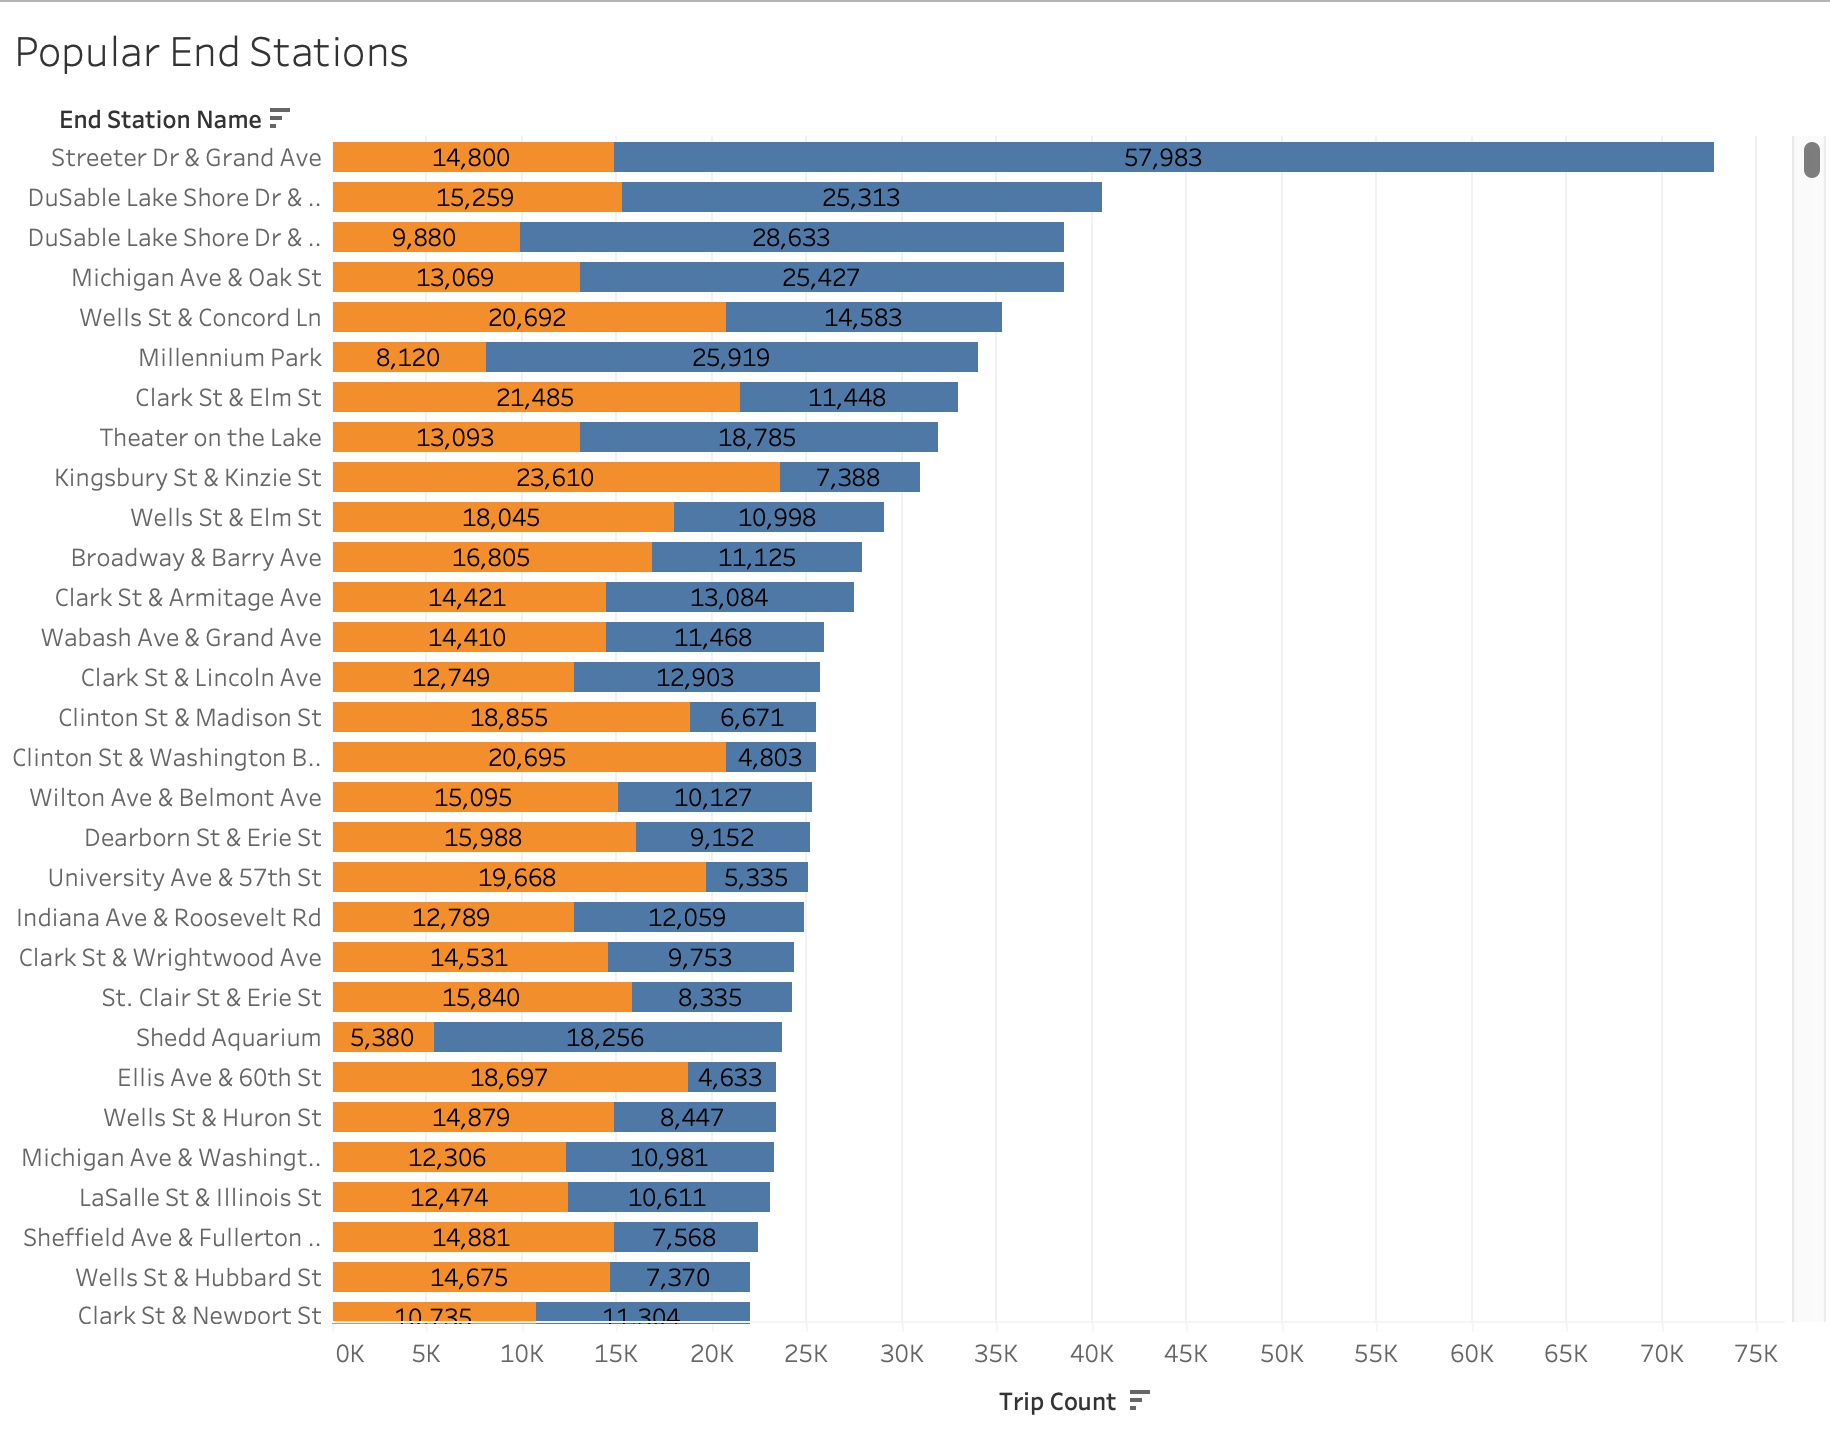 Popular End Stations
End Station Name
Streeter Dr & Grand Ave 14,800 57,983
DuSable Lake Shore Dr & .. 15,259 25,313
DuSable Lake Shore Dr & .. 9,880 28,633
Michigan Ave & Oak St 13,069 25,427
Wells St & Concord Ln 20,692 14,583
Millennium Park 8,120 25,919
Clark St & Elm St 21,485 11,448
Theater on the Lake 13,093 18,785
Kingsbury St & Kinzie St 23,610 7,388
Wells St & Elm St 18,045 10,998
Broadway & Barry Ave 16,805 11,125
Clark St & Armitage Ave 14,421 13,084
Wabash Ave & Grand Ave 14,410 11,468
Clark St & Lincoln Ave 12,749 12,903
Clinton St & Madison St 18,855 6,671
Clinton St & Washington B.. 20,695 4,803
Wilton Ave & Belmont Ave 15,095 10,127
Dearborn St & Erie St 15,988 9,152
University Ave & 57th St 19,668 5,335
Indiana Ave & Roosevelt Rd 12,789 12,059
Clark St & Wrightwood Ave 14,531 9,753
St. Clair St & Erie St 15,840 8,335
Shedd Aquarium 5,380 18,256
Ellis Ave & 60th St 18,697 4,633
Wells St & Huron St 14,879 8,447
Michigan Ave & Washingt.. 12,306 10,981
LaSalle St & Illinois St 12,474 10,611
Sheffield Ave & Fullerton .. 14,881 7,568
Wells St & Hubbard St 14,675 7,370
Clark St & Newport St 10,735 11,304
0K 5K 10K 15K 20K 25K 30K 35K 40K 45K 50K 55K 60K 65K 70K 75K
Trip Count